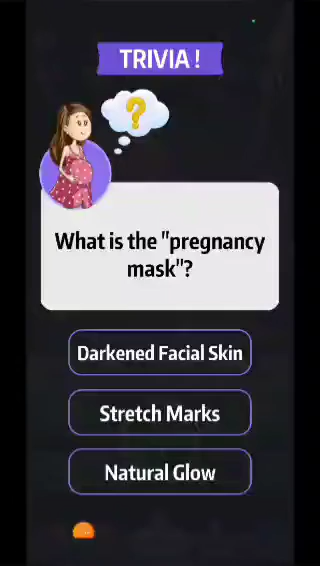 TRIVIA!
What is the "pregnancy
mask"?
Darkened Facial Skin
Stretch Marks
Natural Glow